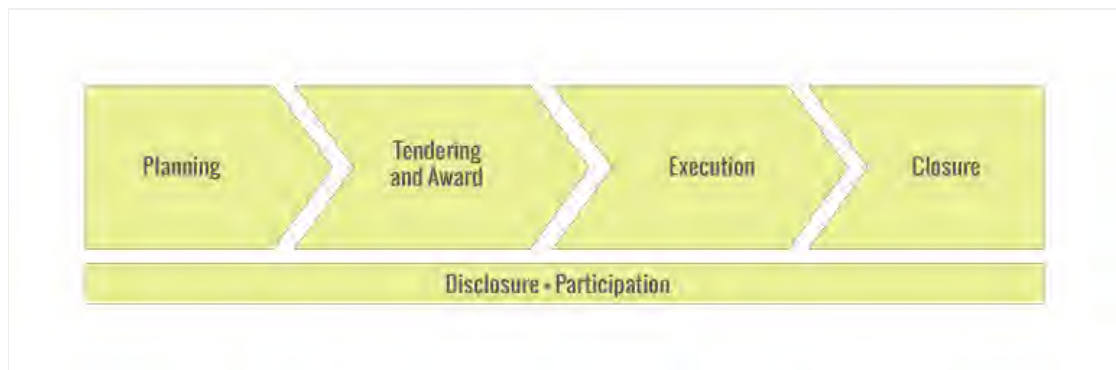 Planning
Tendering
and Award
Execution
Closure
Disclosure • Participation